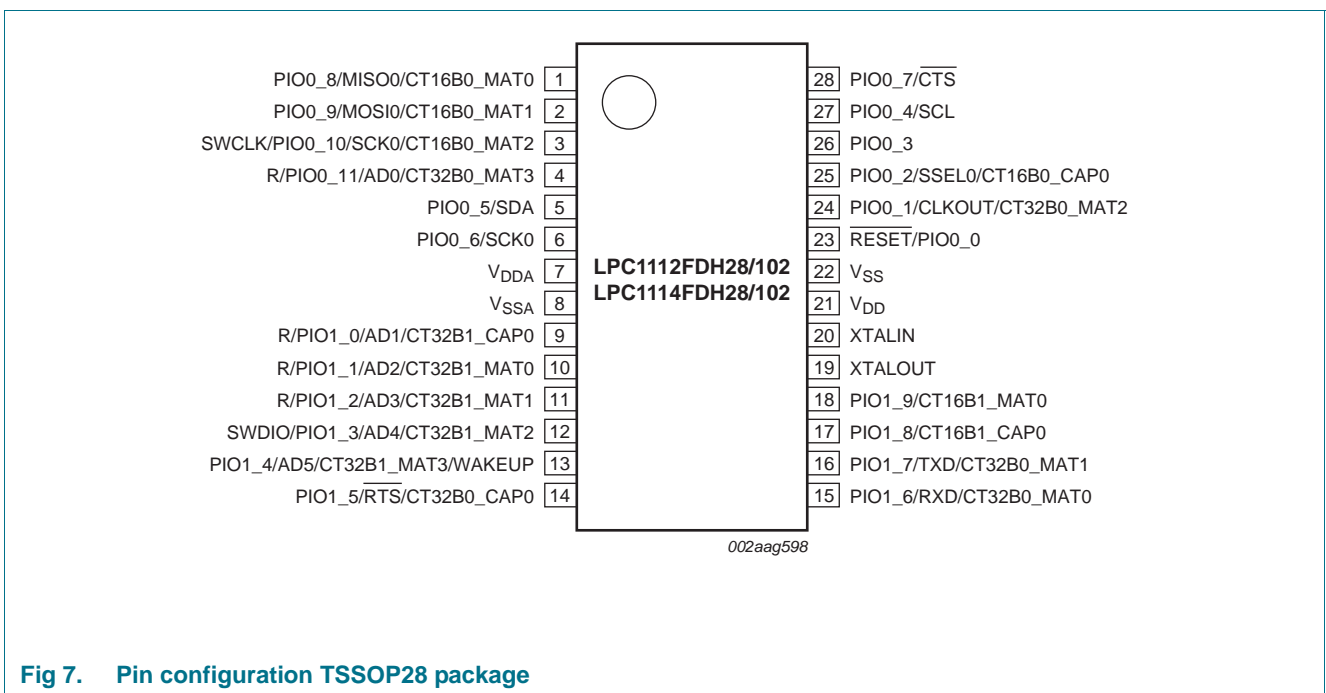 PIO0_8/MISO0/CT16B0_MAT0 1
PIO0_9/MOSI0/CT16B0_MAT1 2
SWCLK/PIO0_10/SCK0/CT16B0_MAT2 3
R/PIO0_11/AD0/CT32B0_MAT3 4
PIO0_5/SDA 5
PIO0_6/SCK0 6
VDDA 7
VSSA 8
R/PIO1_0/AD1/CT32B1_CAP0 9
R/PIO1_1/AD2/CT32B1_MAT0 10
R/PIO1_2/AD3/CT32B1_MAT1 11
SWDIO/PIO1_3/AD4/CT32B1_MAT2 12
PIO1_4/AD5/CT32B1_MAT3/WAKEUP 13
PIO1_5/RTS/CT32B0_CAP0 14
LPC1112FDH28/102
LPC1114FDH28/102
28 PIO0_7/CTS
27 PIO0_4/SCL
26 PIO0_3
25 PIO0_2/SSEL0/CT16B0_CAP0
24 PIO0_1/CLKOUT/CT32B0_MAT2
23 RESET/PIO0_0
22 VSS
21 VDD
20 XTALIN
19 XTALOUT
18 PIO1_9/CT16B1_MAT0
17 PIO1_8/CT16B1_CAP0
16 PIO1_7/TXD/CT32B0_MAT1
15 PIO1_6/RXD/CT32B0_MAT0
002aag598
Fig 7. Pin configuration TSSOP28 package